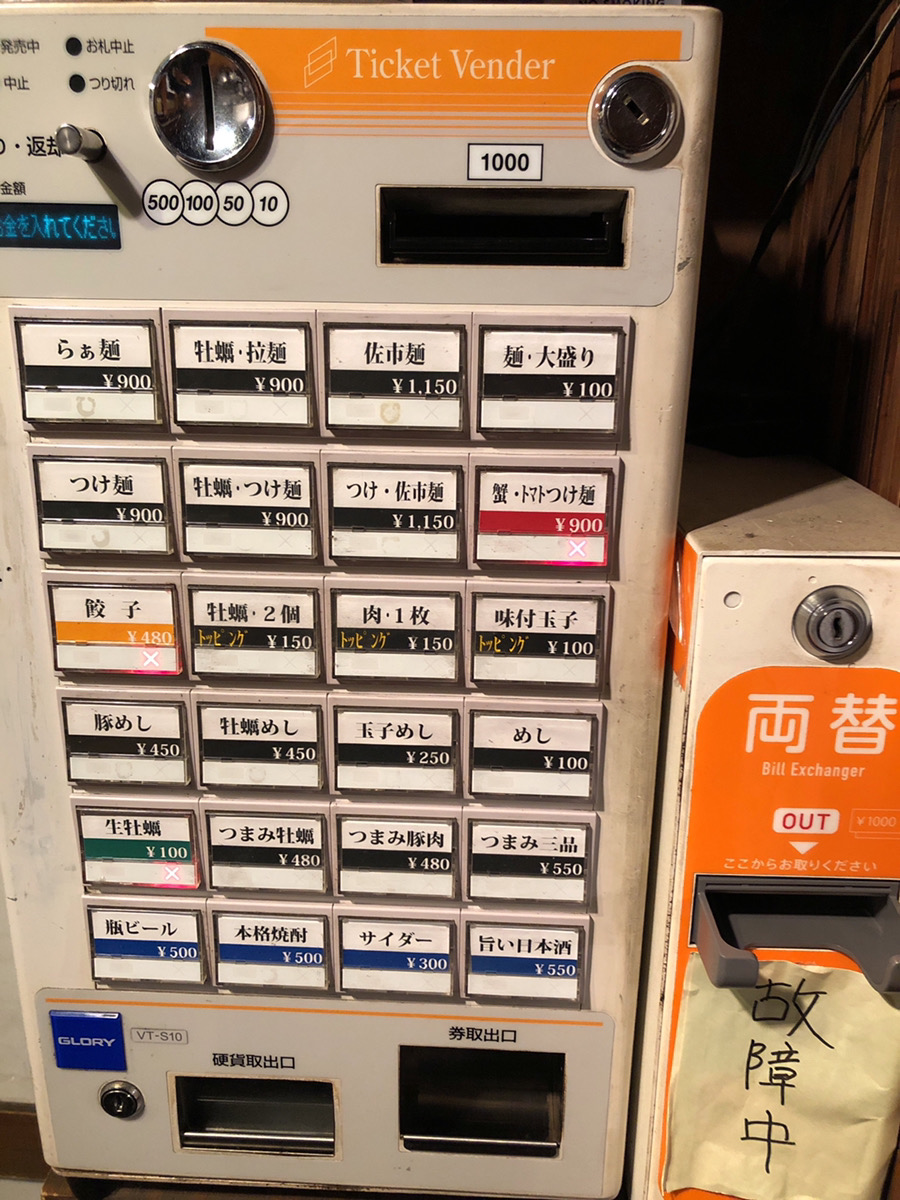 発売中 お札中止
中止 つり切れ
Ticket Vender
・返却
金額
金を入れてください
500 100 50 10
1000
らぁ麺
¥900
牡蠣・拉麺
¥900
佐市麺
¥1,150
麺・大盛り
¥100
つけ麺
¥900
牡蠣・つけ麺
¥900
つけ・佐市麺
¥1,150
蟹・トマトつけ麺
¥900
餃子
¥480
牡蠣・2個
トッピング ¥150
肉・1枚
トッピング ¥150
味付玉子
トッピング ¥100
豚めし
¥450
牡蠣めし
¥450
玉子めし
¥250
めし
¥100
生牡蠣
¥100
つまみ牡蠣
¥480
つまみ豚肉
¥480
つまみ三品
¥550
瓶ビール
¥500
本格焼酎
¥500
サイダー
¥300
旨い日本酒
¥550
GLORY
VT-S10
硬貨取出口
券取出口
両替
Bill Exchanger
OUT
¥1000
ここからお取りください
故障中